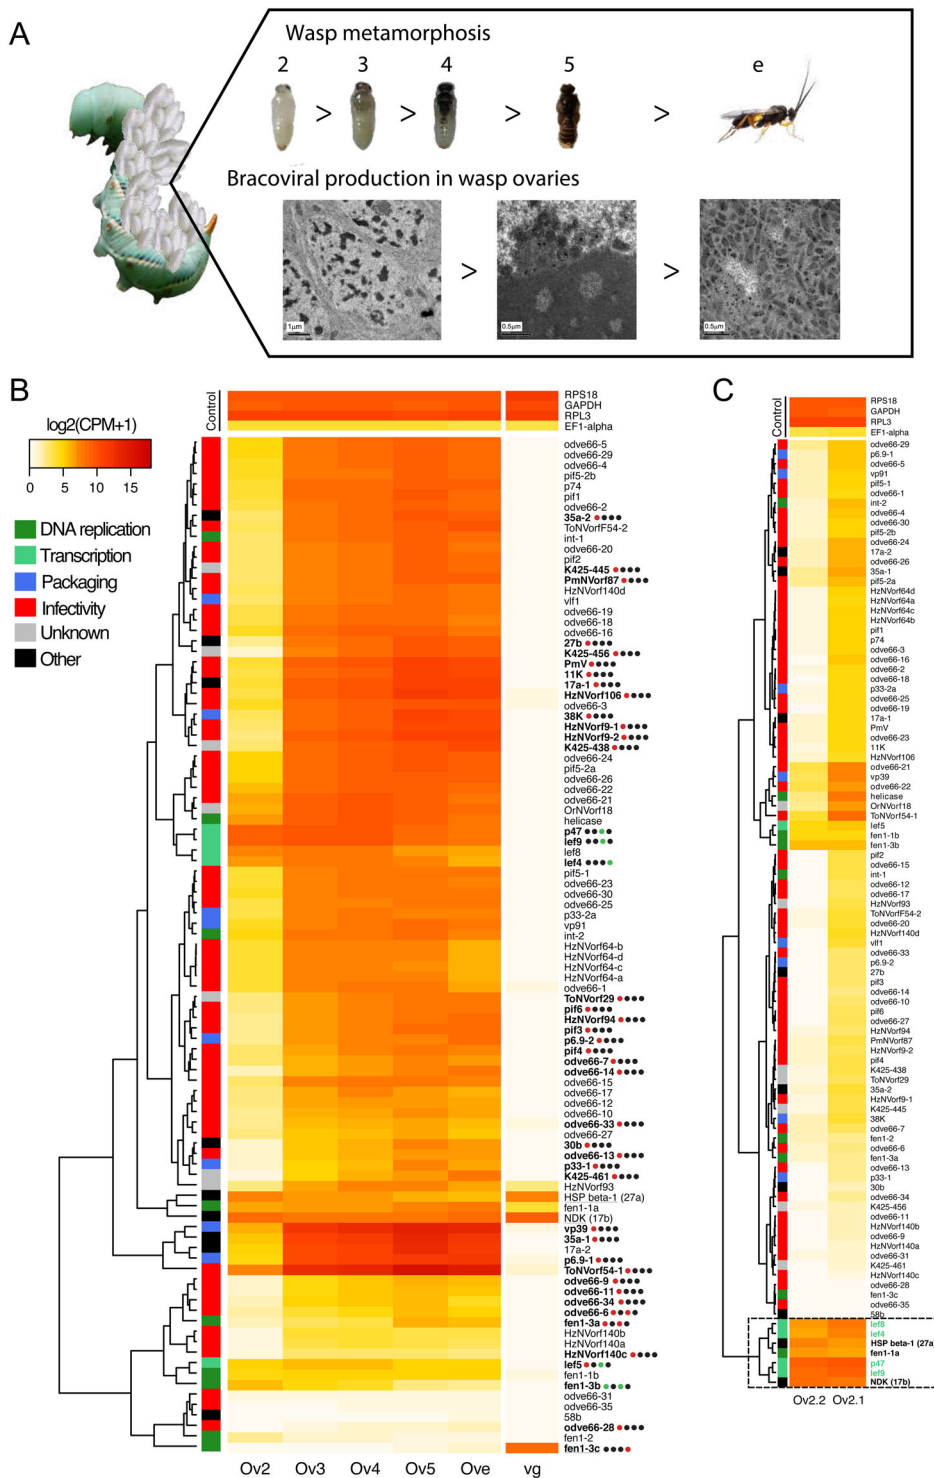 A
Wasp metamorphosis
2
3
4
5
e
>
>
>
>
Bracoviral production in wasp ovaries
1µm
>
0.5µm
>
0.5µm
B
log2(CPM+1)
0 5 10 15
DNA replication
Transcription
Packaging
Infectivity
Unknown
Other
Control
RPS18
GAPDH
RPL3
EF1-alpha
odve66-5
odve66-29
odve66-4
pif5-2b
p74
pif1
odve66-2
35a-2
ToNVorfF54-2
int-1
odve66-20
pif2
K425-445
PmNVorf87
HzNVorf140d
vlf1
odve66-19
odve66-18
odve66-16
27b
K425-456
PmV
11K
17a-1
HzNVorf106
odve66-3
38K
HzNVorf9-1
HzNVorf9-2
K425-438
odve66-24
pif5-2a
odve66-26
odve66-22
odve66-21
OrNVorf18
helicase
p47
lef9
lef8
lef4
pif5-1
odve66-23
odve66-30
odve66-25
p33-2a
vp91
int-2
HzNVorf64-b
HzNVorf64-d
HzNVorf64-c
HzNVorf64-a
odve66-1
ToNVorf29
pif6
HzNVorf94
pif3
p6.9-2
pif4
odve66-7
odve66-14
odve66-15
odve66-17
odve66-12
odve66-10
odve66-33
odve66-27
30b
odve66-13
p33-1
K425-461
HzNVorf93
HSP beta-1 (27a)
fen1-1a
NDK (17b)
vp39
35a-1
17a-2
p6.9-1
ToNVorf54-1
odve66-9
odve66-11
odve66-34
odve66-6
fen1-3a
HzNVorf140b
HzNVorf140a
HzNVorf140c
lef5
fen1-1b
fen1-3b
odve66-31
odve66-35
58b
odve66-28
fen1-2
fen1-3c
Ov2 Ov3 Ov4 Ov5 Ove vg
C
Control
RPS18
GAPDH
RPL3
EF1-alpha
odve66-29
p6.9-1
odve66-5
vp91
pif5-1
odve66-1
int-2
odve66-4
odve66-30
pif5-2b
odve66-24
17a-2
odve66-26
35a-1
pif5-2a
HzNVorf64d
HzNVorf64a
HzNVorf64c
HzNVorf64b
pif1
p74
odve66-3
odve66-16
odve66-2
odve66-18
p33-2a
odve66-25
odve66-19
17a-1
PmV
odve66-23
11K
HzNVorf106
odve66-21
vp39
odve66-22
helicase
OrNVorf18
ToNVorf54-1
lef5
fen1-1b
fen1-3b
pif2
odve66-15
int-1
odve66-12
odve66-17
HzNVorf93
ToNVorfF54-2
odve66-20
HzNVorf140d
vlf1
odve66-33
p6.9-2
27b
pif3
odve66-14
odve66-10
pif6
odve66-27
HzNVorf94
PmNVorf87
HzNVorf9-2
pif4
K425-438
ToNVorf29
35a-2
HzNVorf9-1
K425-445
38K
odve66-7
fen1-2
odve66-6
fen1-3a
odve66-13
p33-1
30b
odve66-34
K425-456
odve66-11
HzNVorf140b
odve66-9
HzNVorf140a
odve66-31
K425-461
HzNVorf140c
odve66-28
fen1-3c
odve66-35
58b
lef8
lef4
HSP beta-1 (27a)
fen1-1a
p47
lef9
NDK (17b)
Ov2.2 Ov2.1